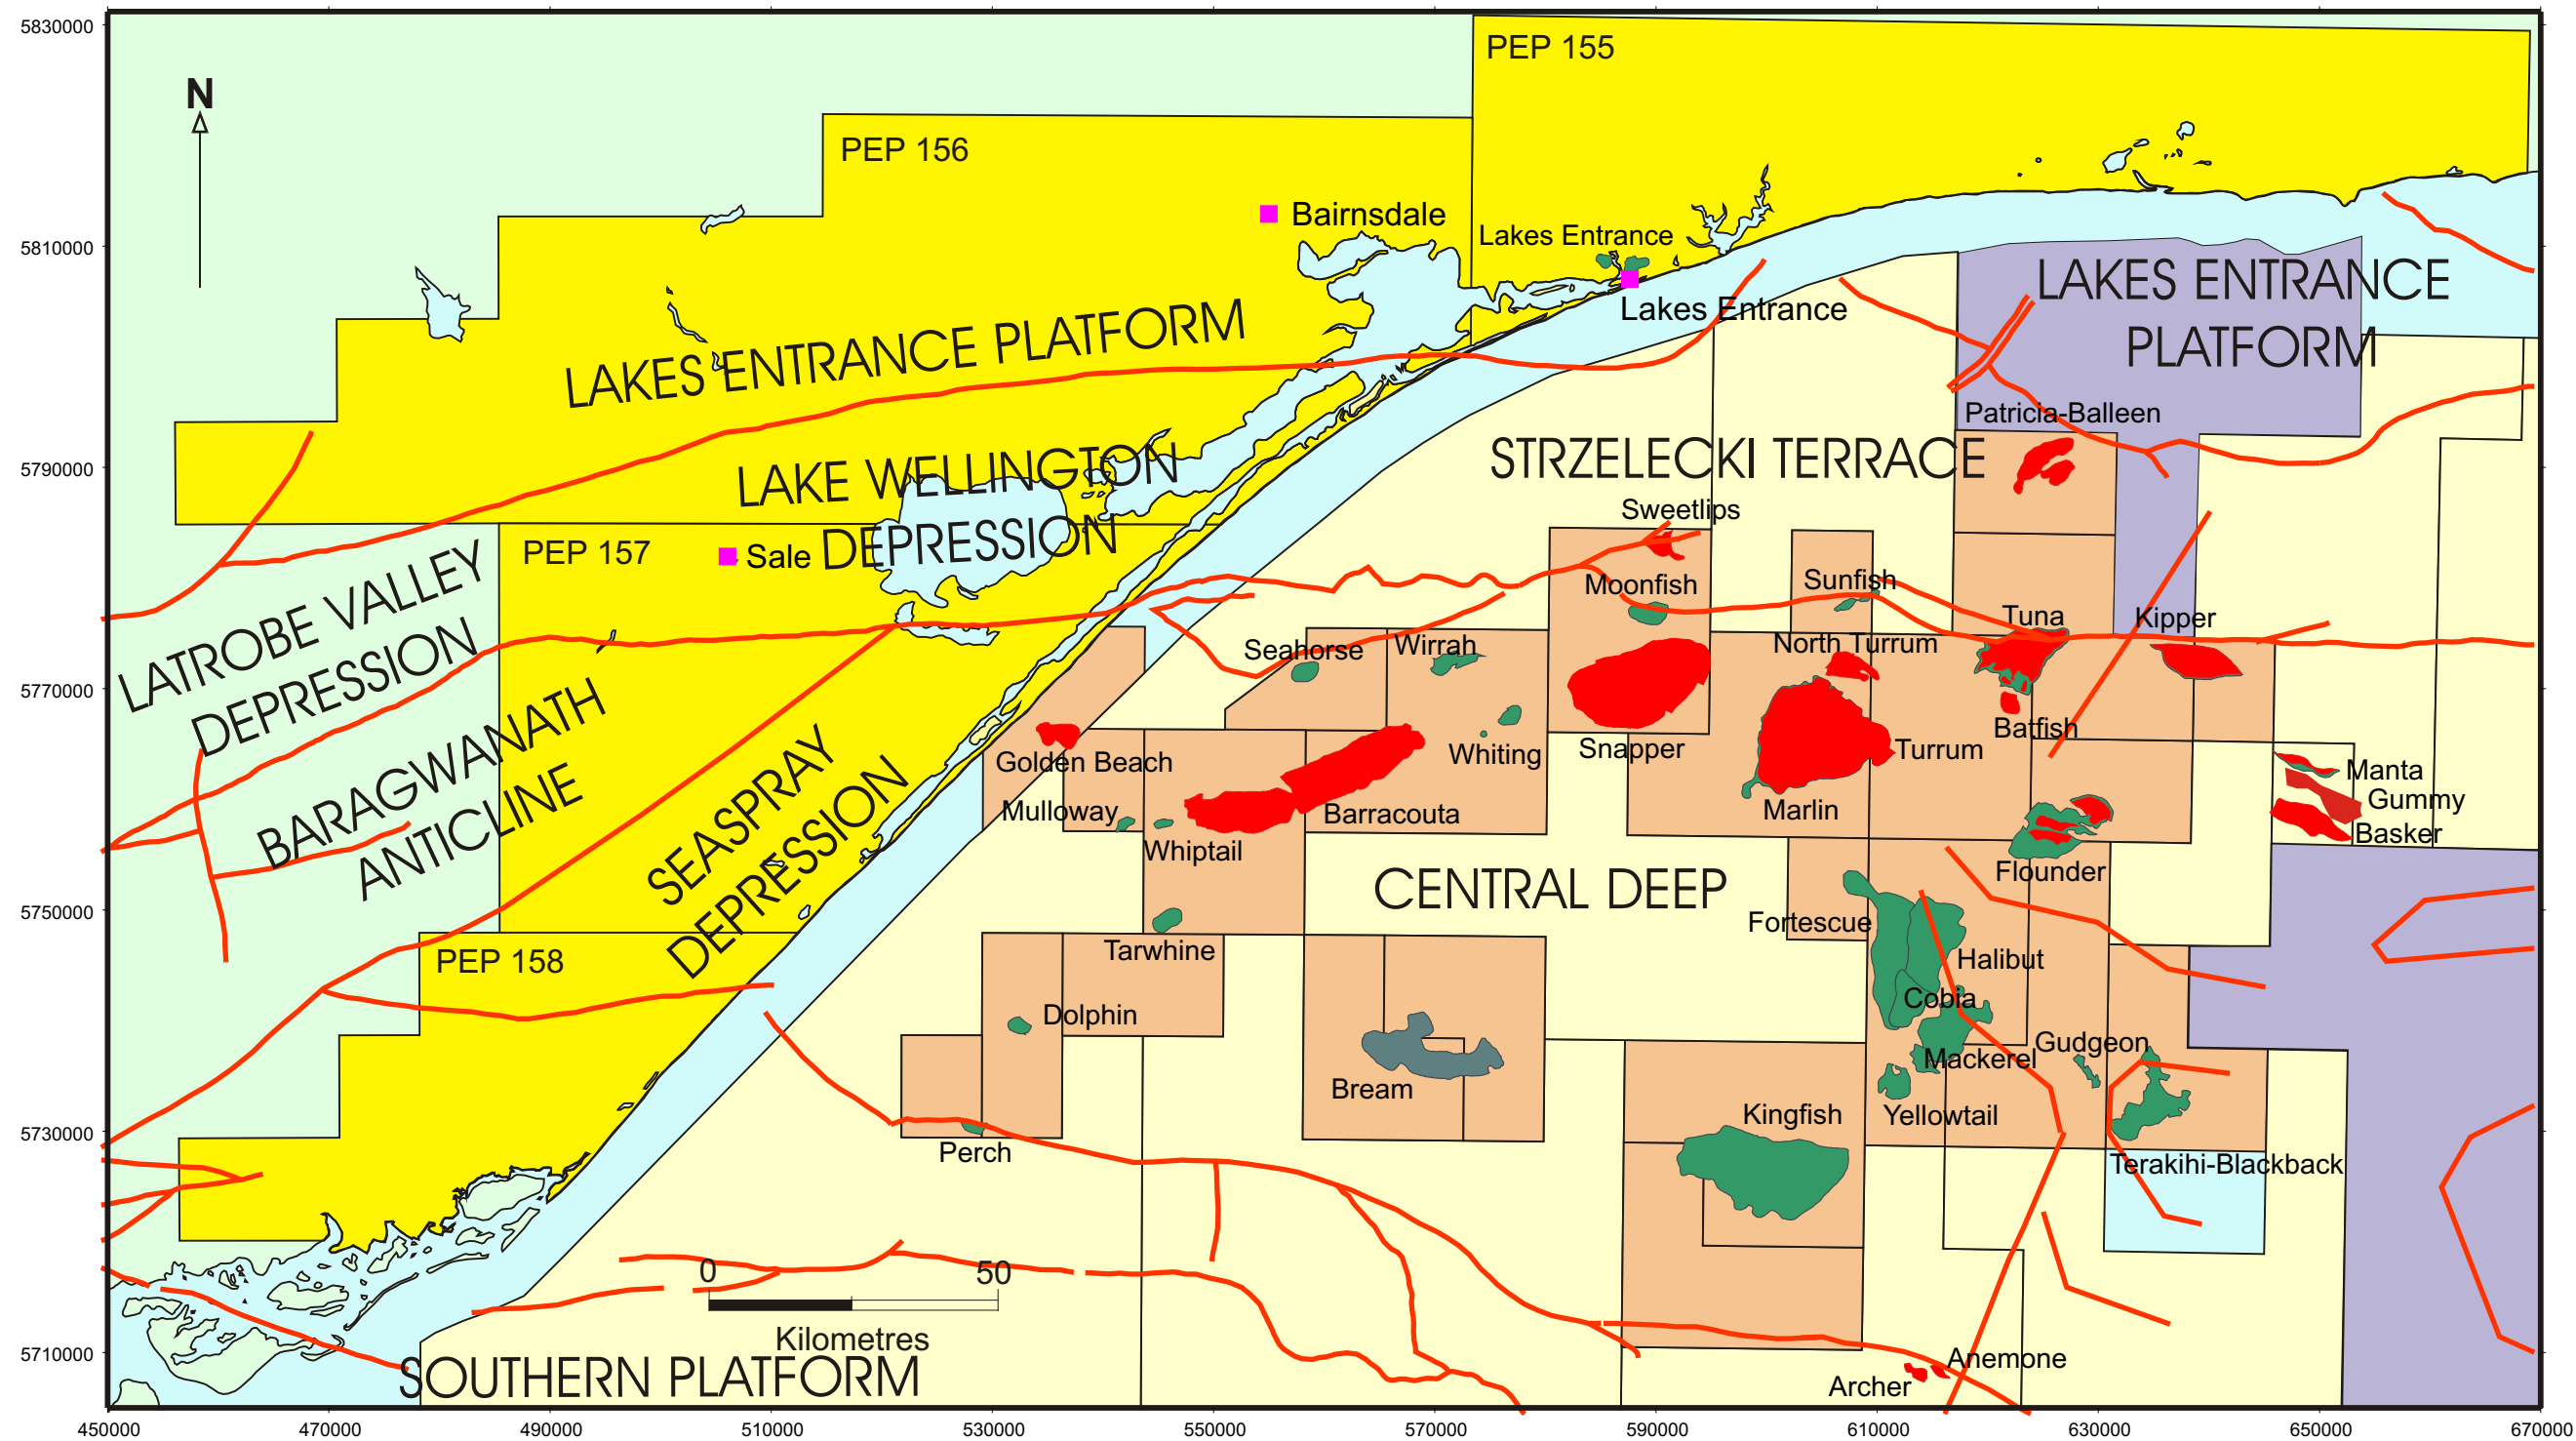 5830000
PEP 155
N
PEP 156
Bairnsdale
Lakes Entrance
5810000
LAKES ENTRANCE
PLATFORM
Lakes Entrance
LAKES ENTRANCE PLATFORM
Patricia-Balleen
STRZELECKI TERRACE
5790000
LAKE WELLINGTON
DEPRESSION
Sweetlips
PEP 157
Sale
Moonfish
Sunfish
LATROBE VALLEY
DEPRESSION
Tuna
Kipper
Seahorse
Wirrah
North Turrum
5770000
Batfish
BARAGWANATH
ANTICLINE
SEASPRAY
DEPRESSION
Golden Beach
Whiting
Snapper
Turrum
Manta
Gummy
Mulloway
Barracouta
Marlin
Basker
Whiptail
Flounder
CENTRAL DEEP
5750000
Fortescue
PEP 158
Tarwhine
Halibut
Cobia
Dolphin
Gudgeon
Mackerel
Bream
Kingfish
Yellowtail
5730000
Perch
Terakihi-Blackback
0
50
Kilometres
5710000
SOUTHERN PLATFORM
Anemone
Archer
450000
470000
490000
510000
530000
550000
570000
590000
610000
630000
650000
670000